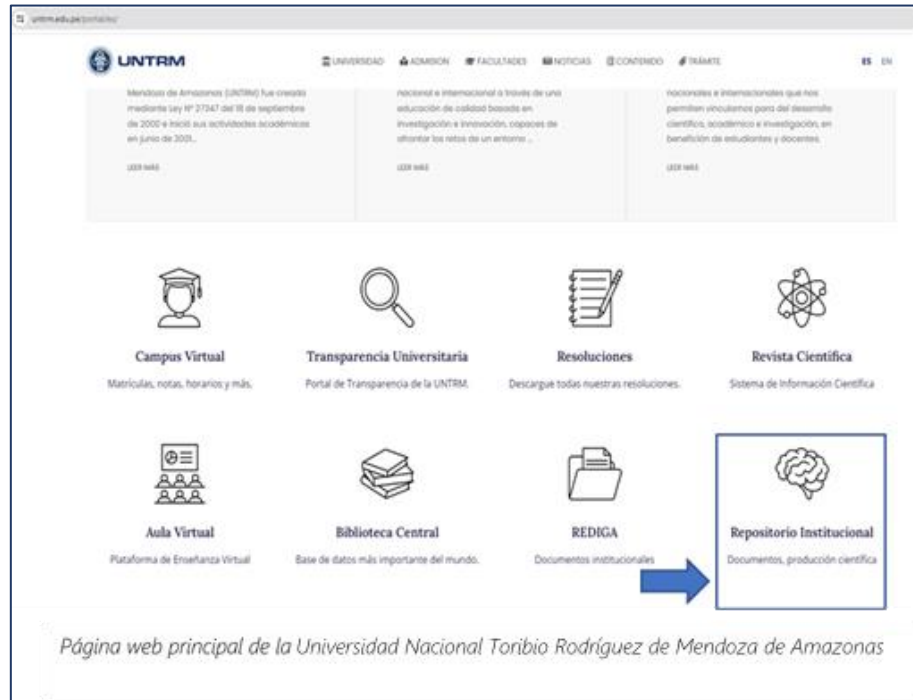 untrm.edu.pe/portal/es/
UNTRM
UNIVERSIDAD ADMISION FACULTADES NOTICIAS CONTENIDO TRÁMITE ES EN
Mendoza de Amazonas (UNTRM) fue creada
mediante Ley N° 27347 del 18 de septiembre
de 2000 e inició sus actividades académicas
en junio de 2001...
LEER MÁS
nacional e internacional a través de una
educación de calidad basada en
investigación e innovación, capaces de
afrontar los retos de un entorno ...
LEER MÁS
nacionales e internacionales que nos
permiten vincularnos para del desarrollo
científico, académico e investigación, en
benefición de estudiantes y docentes.
LEER MÁS
Campus Virtual
Matrículas, notas, horarios y más.
Transparencia Universitaria
Portal de Transparencia de la UNTRM.
Resoluciones
Descargue todas nuestras resoluciones.
Revista Científica
Sistema de Información Científica
Aula Virtual
Plataforma de Enseñanza Virtual
Biblioteca Central
Base de datos más importante del mundo.
REDIGA
Documentos institucionales
Repositorio Institucional
Documentos, producción científica
Página web principal de la Universidad Nacional Toribio Rodríguez de Mendoza de Amazonas